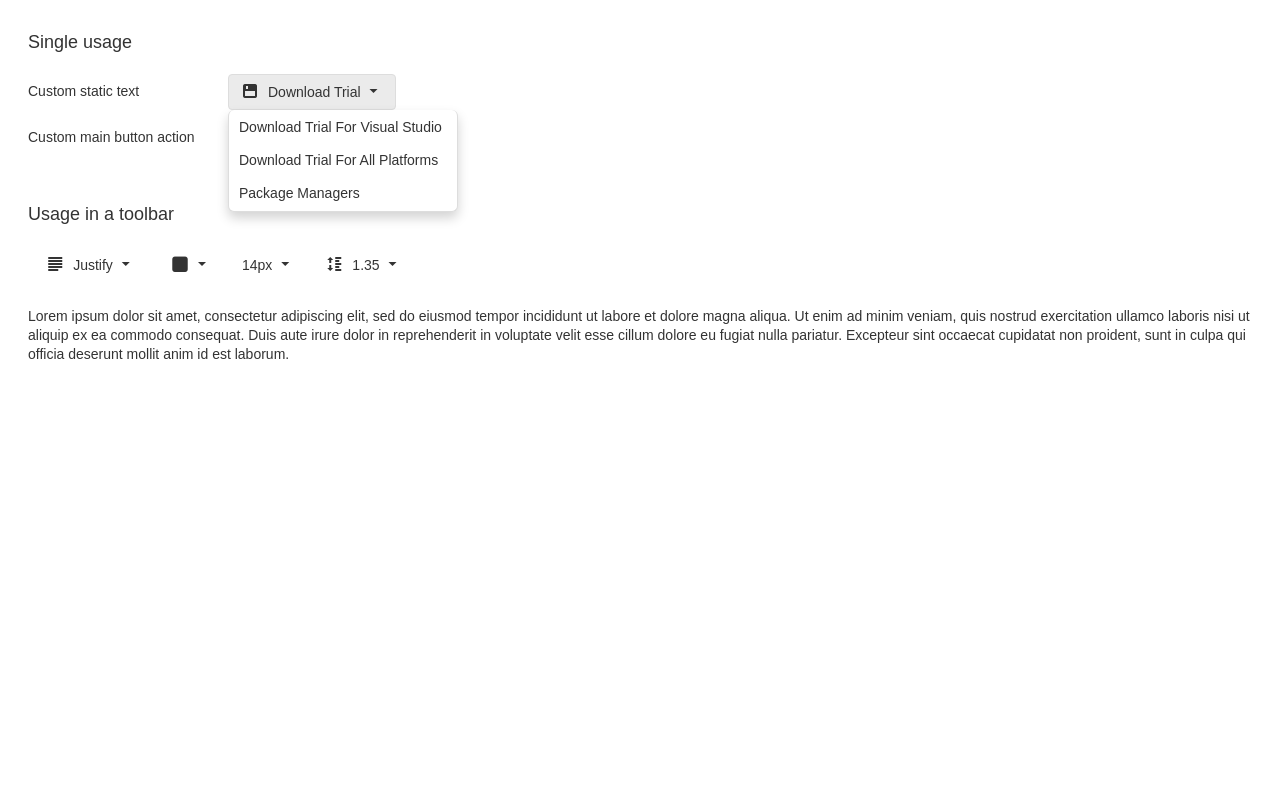 Single usage
Custom static text
Download Trial
Download Trial For Visual Studio
Custom main button action
Download Trial For All Platforms
Package Managers
Usage in a toolbar
Justify
14px
1.35
Lorem ipsum dolor sit amet, consectetur adipiscing elit, sed do eiusmod tempor incididunt ut labore et dolore magna aliqua. Ut enim ad minim veniam, quis nostrud exercitation ullamco laboris nisi ut
aliquip ex ea commodo consequat. Duis aute irure dolor in reprehenderit in voluptate velit esse cillum dolore eu fugiat nulla pariatur. Excepteur sint occaecat cupidatat non proident, sunt in culpa qui
officia deserunt mollit anim id est laborum.